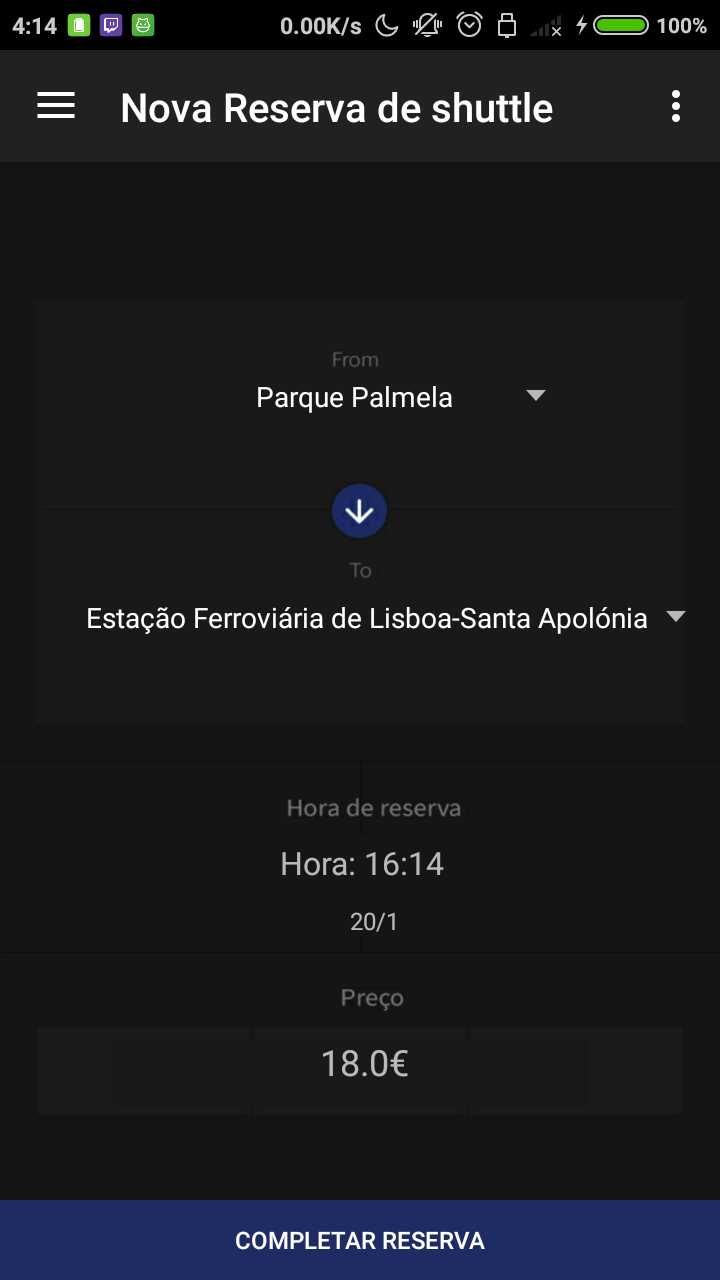 4:14 0.00K/s 100%
Nova Reserva de shuttle
From
Parque Palmela
To
Estação Ferroviária de Lisboa-Santa Apolónia
Hora de reserva
Hora: 16:14
20/1
Preço
18.0€
COMPLETAR RESERVA